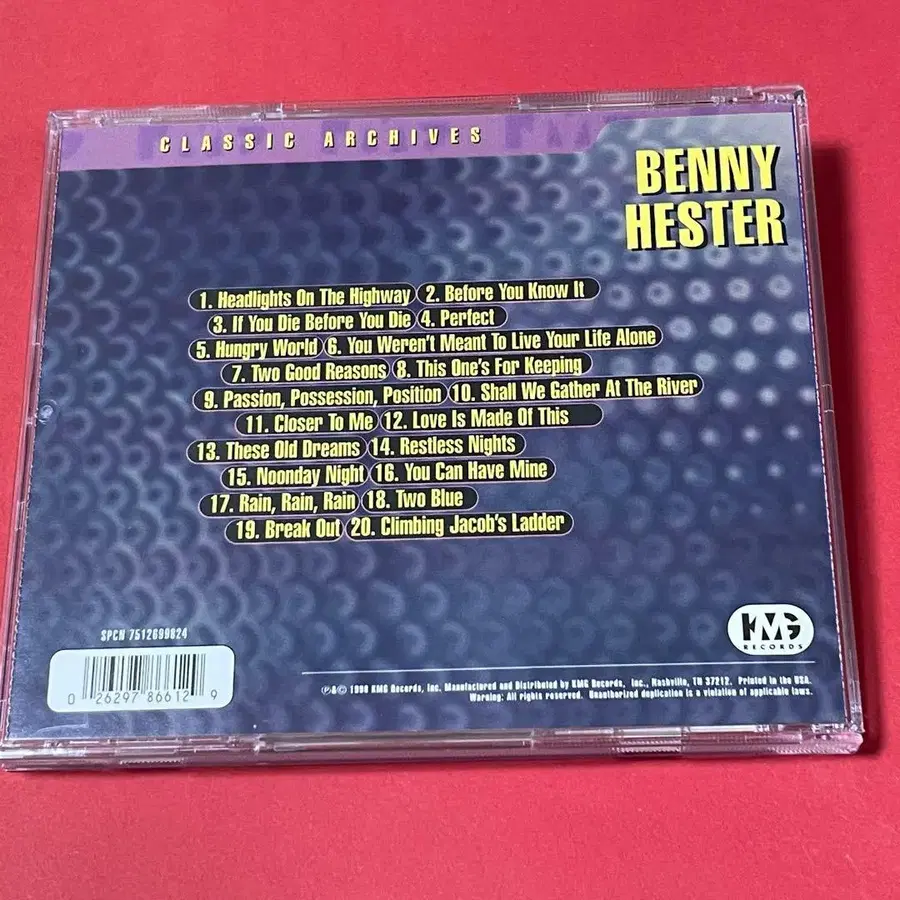 CLASSIC ARCHIVES
BENNY
HESTER
1. Headlights On The Highway 2. Before You Know It
3. If You Die Before You Die 4. Perfect
5. Hungry World 6. You Weren't Meant To Live Your Life Alone
7. Two Good Reasons 8. This One's For Keeping
9. Passion, Possession, Position 10. Shall We Gather At The River
11. Closer To Me 12. Love Is Made Of This
13. These Old Dreams 14. Restless Nights
15. Noonday Night 16. You Can Have Mine
17. Rain, Rain, Rain 18. Two Blue
19. Break Out 20. Climbing Jacob's Ladder
SPCN 7512699824
0 26297 86612 9
KMG
RECORDS
℗&© 1998 KMG Records, Inc. Manufactured and Distributed by KMG Records, Inc., Nashville, TN 37212. Printed in the USA.
Warning: All rights reserved. Unauthorized duplication is a violation of applicable laws.